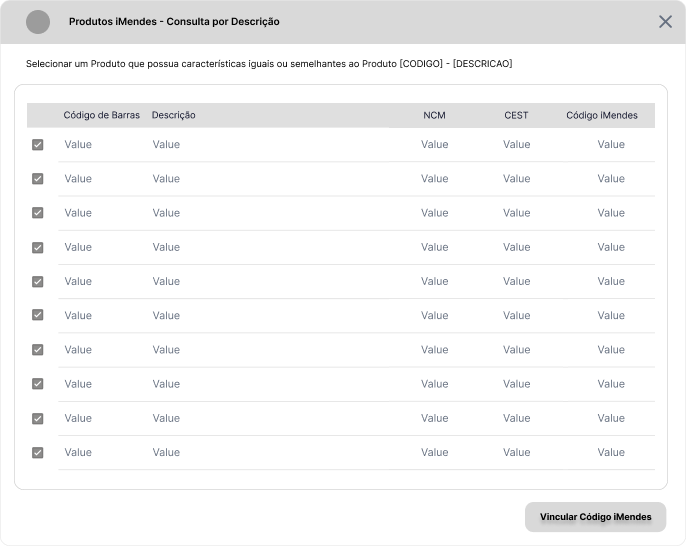 Produtos iMendes - Consulta por Descrição
Selecionar um Produto que possua características iguais ou semelhantes ao Produto [CODIGO] - [DESCRICAO]
Código de Barras Descrição NCM CEST Código iMendes
Value Value Value Value Value
Value Value Value Value Value
Value Value Value Value Value
Value Value Value Value Value
Value Value Value Value Value
Value Value Value Value Value
Value Value Value Value Value
Value Value Value Value Value
Value Value Value Value Value
Value Value Value Value Value
Vincular Código iMendes